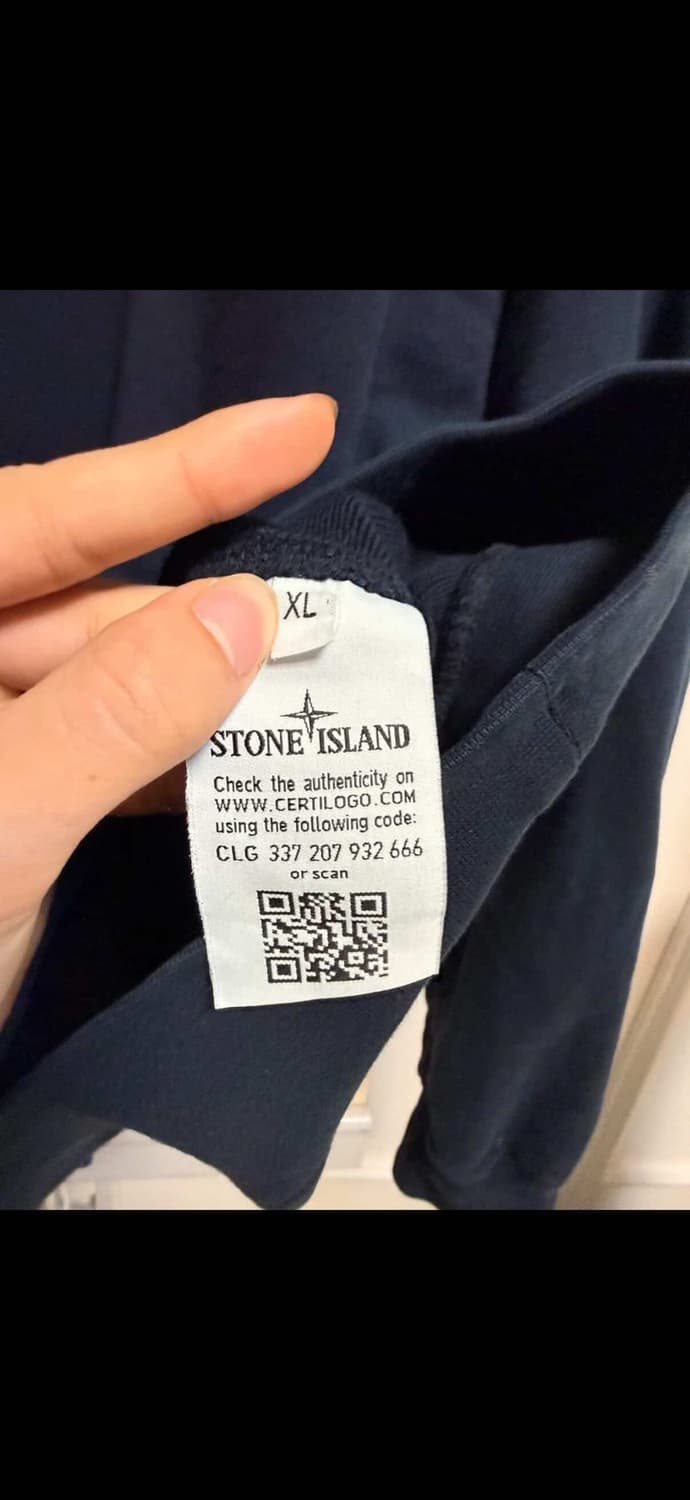 XL
STONE ISLAND
Check the authenticity on
WWW.CERTILOGO.COM
using the following code:
CLG 337 207 932 666
or scan